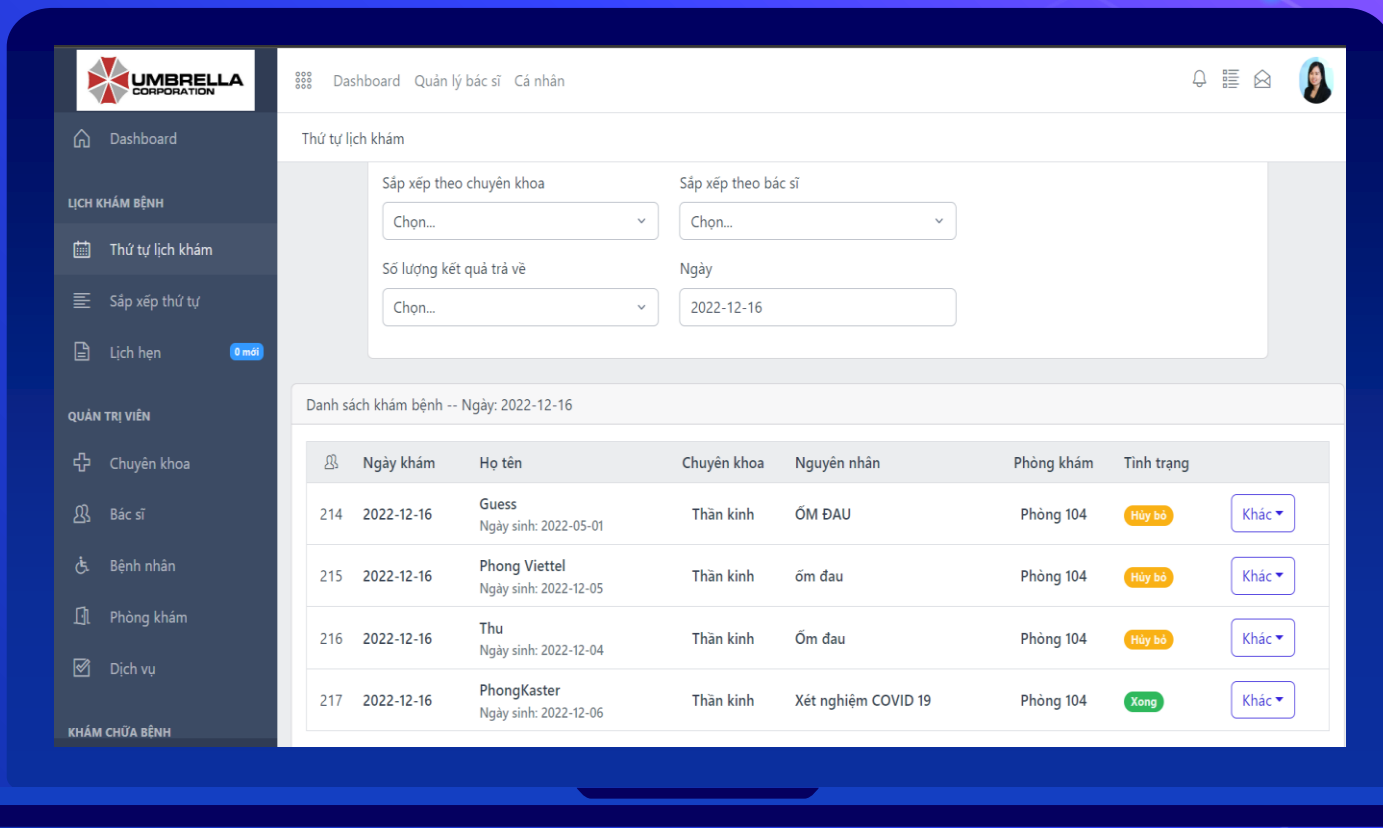 UMBRELLA
CORPORATION
Dashboard Quản lý bác sĩ Cá nhân
Dashboard
Thứ tự lịch khám
LỊCH KHÁM BỆNH
Thứ tự lịch khám
Sắp xếp thứ tự
Lịch hẹn 0 mới
QUẢN TRỊ VIÊN
Chuyên khoa
Bác sĩ
Bệnh nhân
Phòng khám
Dịch vụ
KHÁM CHỮA BỆNH
Sắp xếp theo chuyên khoa Sắp xếp theo bác sĩ
Chọn... Chọn...
Số lượng kết quả trả về Ngày
Chọn... 2022-12-16
Danh sách khám bệnh -- Ngày: 2022-12-16
Ngày khám Họ tên Chuyên khoa Nguyên nhân Phòng khám Tình trạng
214 2022-12-16 Guess Thần kinh ỐM ĐAU Phòng 104 Hủy bỏ Khác
Ngày sinh: 2022-05-01
215 2022-12-16 Phong Viettel Thần kinh ốm đau Phòng 104 Hủy bỏ Khác
Ngày sinh: 2022-12-05
216 2022-12-16 Thu Thần kinh Ốm đau Phòng 104 Hủy bỏ Khác
Ngày sinh: 2022-12-04
217 2022-12-16 PhongKaster Thần kinh Xét nghiệm COVID 19 Phòng 104 Xong Khác
Ngày sinh: 2022-12-06